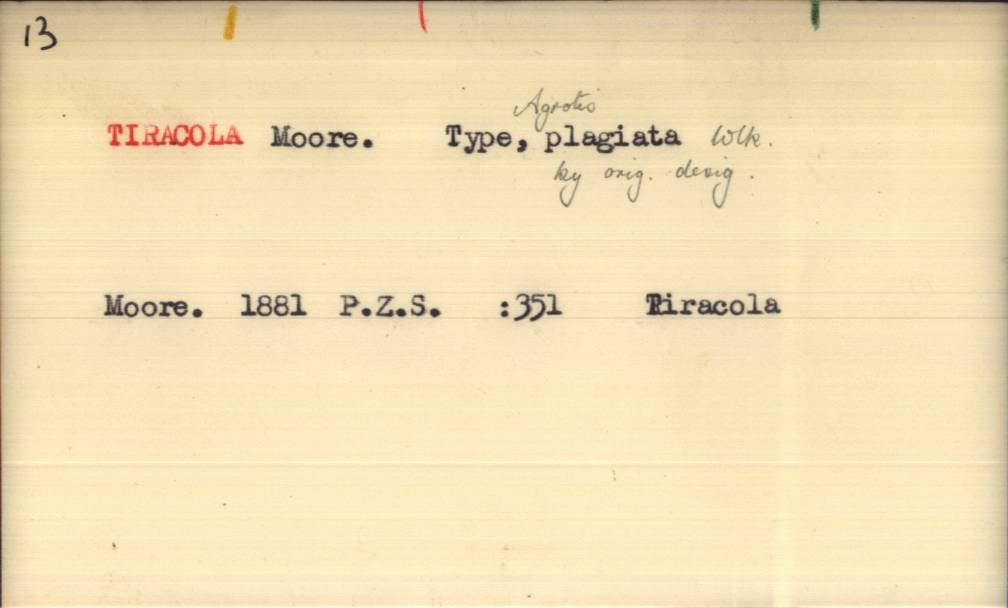 13
Agrotis
TIRACOLA Moore. Type, plagiata Wlk.
by orig. desig.
Moore. 1881 P.Z.S. :351 Tiracola